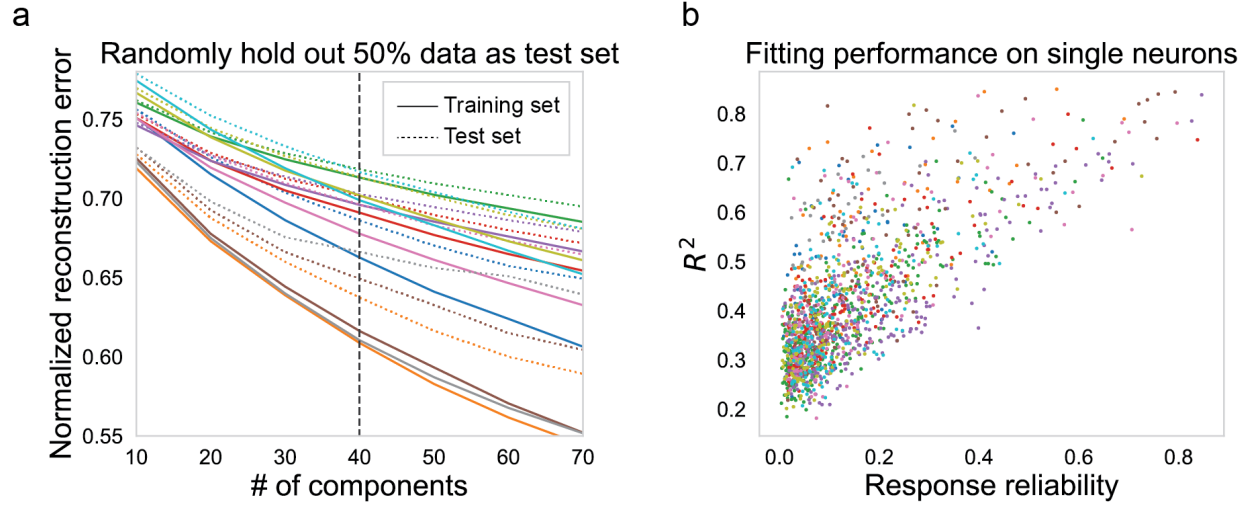 a
Randomly hold out 50% data as test set
Normalized reconstruction error
0.75
0.70
0.65
0.60
0.55
Training set
Test set
10 20 30 40 50 60 70
# of components
b
Fitting performance on single neurons
R²
0.8
0.7
0.6
0.5
0.4
0.3
0.2
0.0 0.2 0.4 0.6 0.8
Response reliability